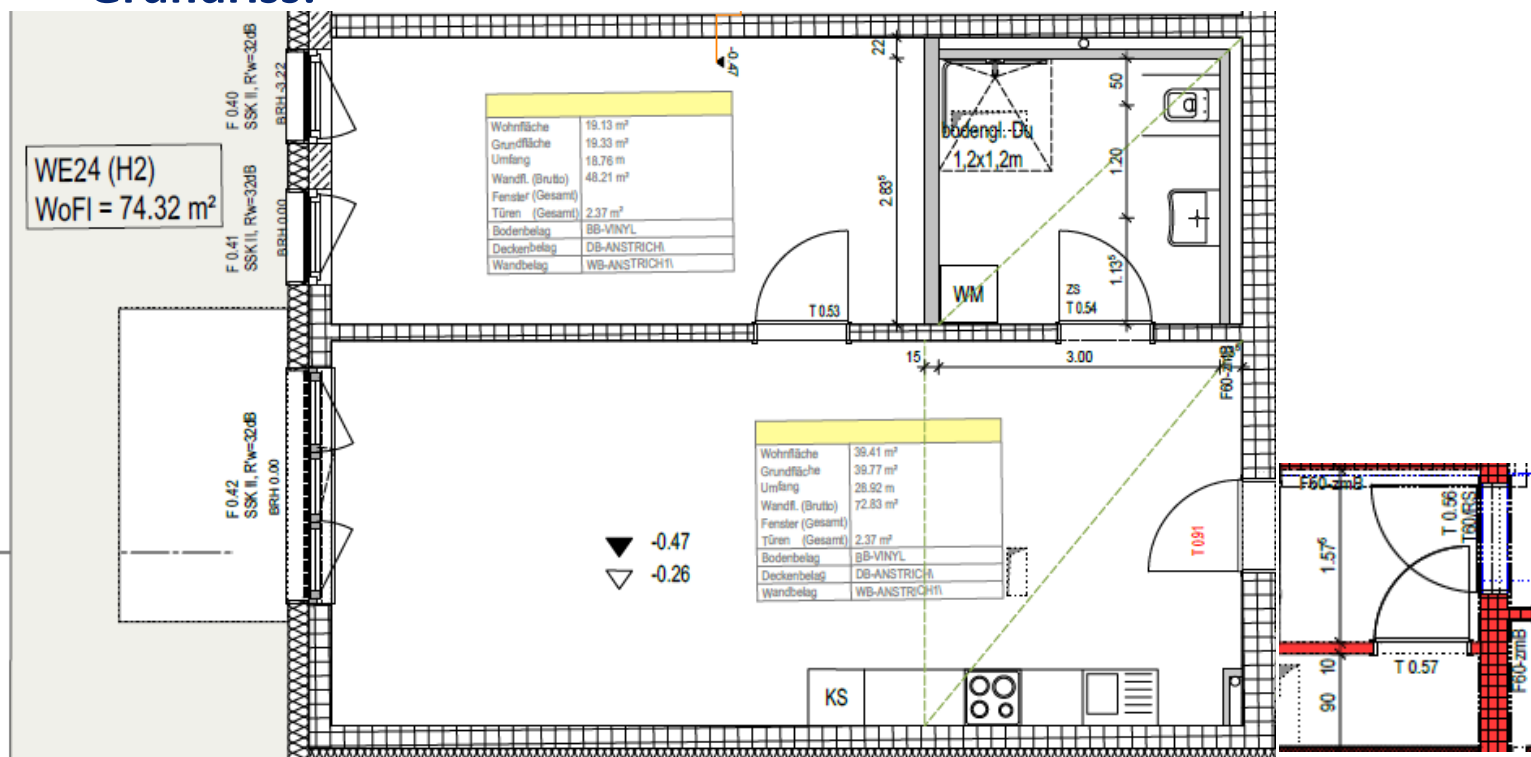 Grundriss:
F 0.40
SSK II, R'w=32dB
BRH -3.22
-0.47
22
50
Wohnfläche 19.13 m²
Grundfläche 19.33 m²
Umfang 18.76 m
Wandfl. (Brutto) 48.21 m²
Fenster (Gesamt)
Türen (Gesamt) 2.37 m²
Bodenbelag BB-VINYL
Deckenbelag DB-ANSTRICH\
Wandbelag WB-ANSTRICH1\
bodengl.-Du
1,2x1,2m
1.20
WE24 (H2)
WoFl = 74.32 m²
2.83⁵
F 0.41
SSK II, R'w=32dB
BRH 0.00
1.13⁵
WM
ZS
T 0.54
T 0.53
15
3.00
F60-zmB
F 0.42
SSK II, R'w=32dB
BRH 0.00
Wohnfläche 39.41 m²
Grundfläche 39.77 m²
Umfang 28.92 m
Wandfl. (Brutto) 72.83 m²
Fenster (Gesamt)
Türen (Gesamt) 2.37 m²
Bodenbelag BB-VINYL
Deckenbelag DB-ANSTRICH\
Wandbelag WB-ANSTRICH1\
-0.47
-0.26
T 0.91
KS
F60-zmB
T 0.56
T60/RS
1.57⁵
T 0.57
10
90
F60-zmB